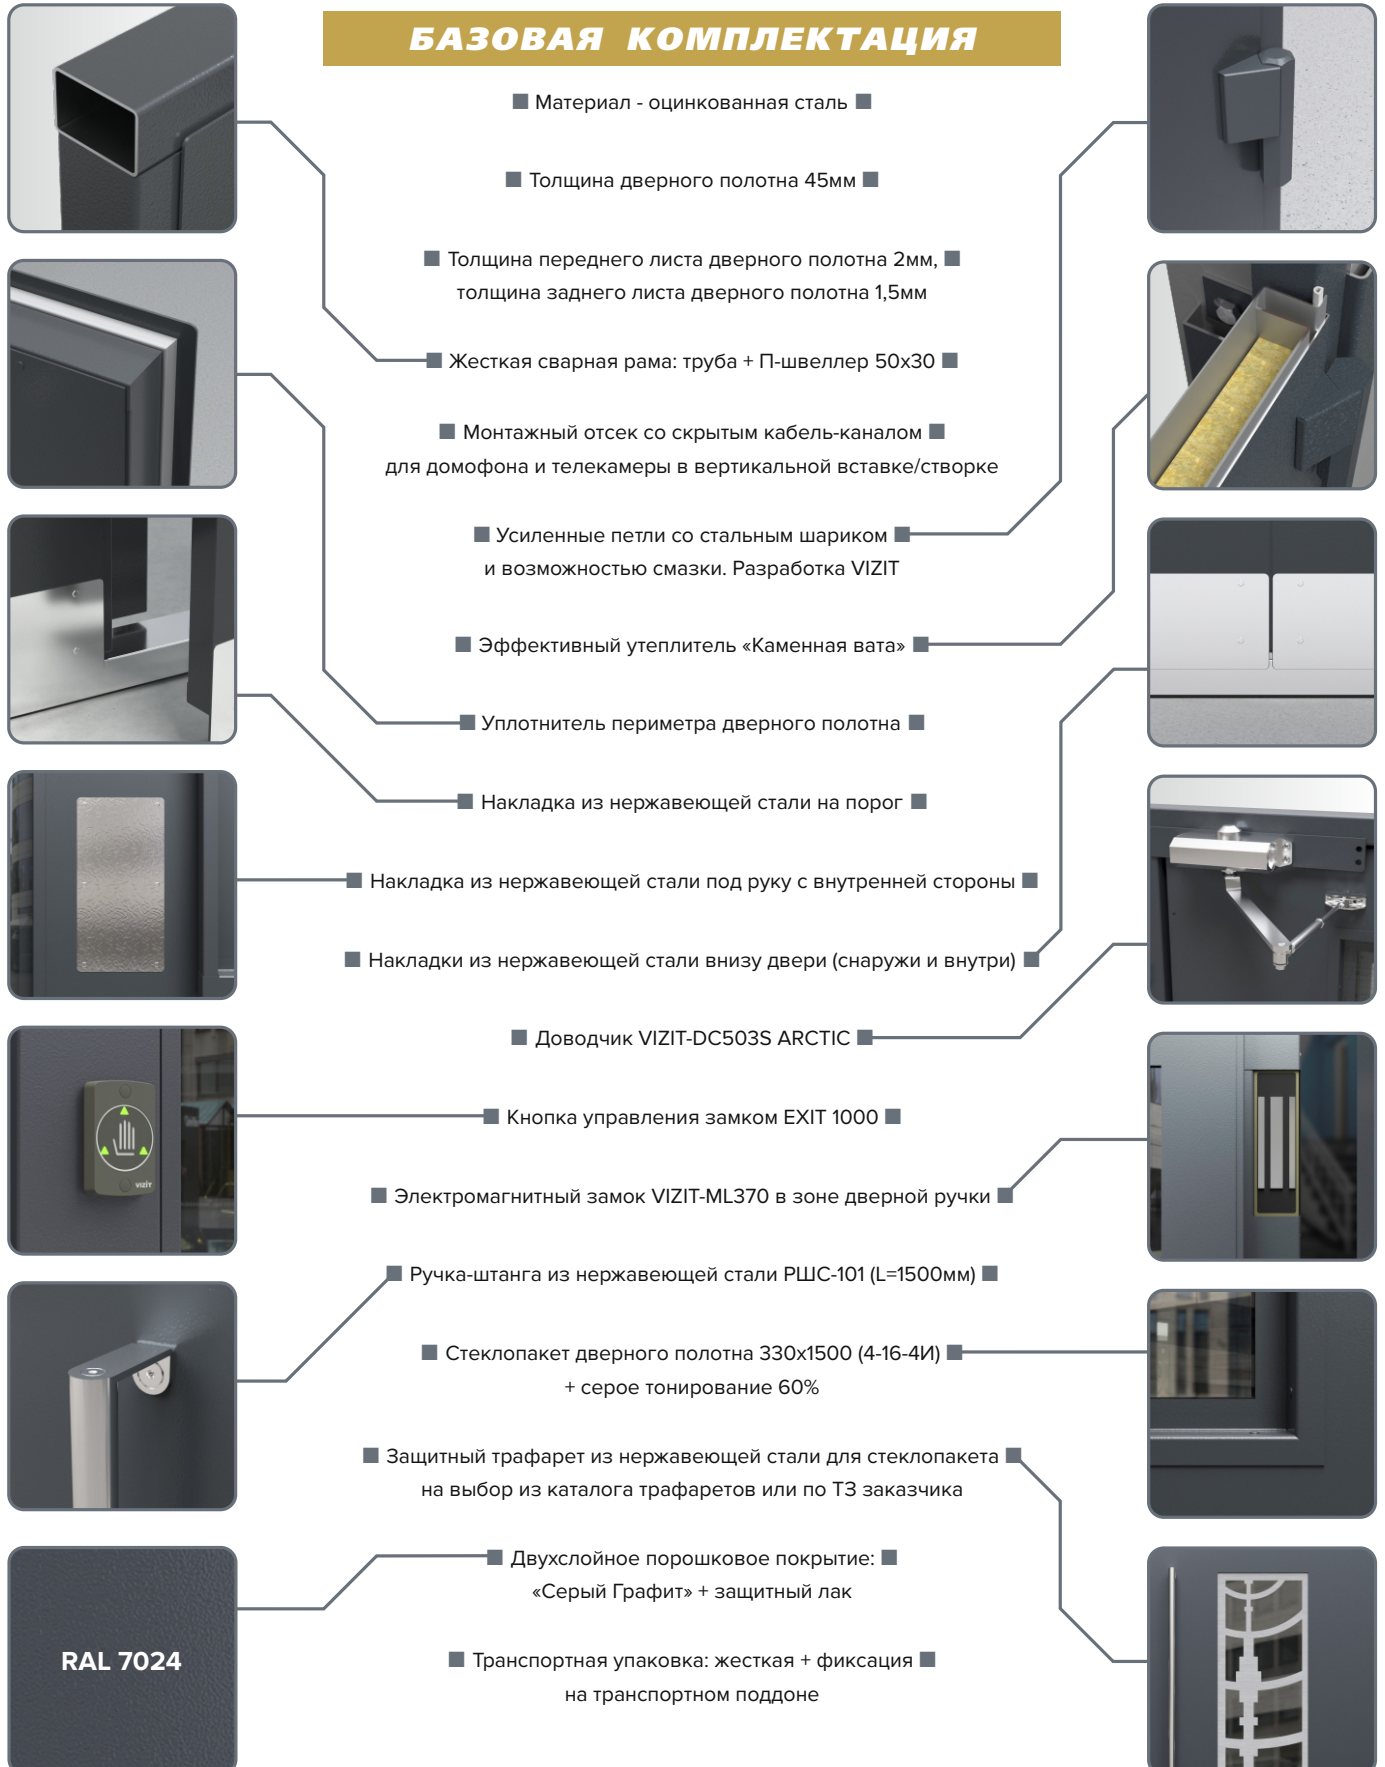 БАЗОВАЯ КОМПЛЕКТАЦИЯ
Материал - оцинкованная сталь
Толщина дверного полотна 45мм
Толщина переднего листа дверного полотна 2мм,
толщина заднего листа дверного полотна 1,5мм
Жесткая сварная рама: труба + П-швеллер 50x30
Монтажный отсек со скрытым кабель-каналом
для домофона и телекамеры в вертикальной вставке/створке
Усиленные петли со стальным шариком
и возможностью смазки. Разработка VIZIT
Эффективный утеплитель «Каменная вата»
Уплотнитель периметра дверного полотна
Накладка из нержавеющей стали на порог
Накладка из нержавеющей стали под руку с внутренней стороны
Накладки из нержавеющей стали внизу двери (снаружи и внутри)
Доводчик VIZIT-DC503S ARCTIC
Кнопка управления замком EXIT 1000
VIZIT
Электромагнитный замок VIZIT-ML370 в зоне дверной ручки
Ручка-штанга из нержавеющей стали РШС-101 (L=1500мм)
Стеклопакет дверного полотна 330x1500 (4-16-4И)
+ серое тонирование 60%
Защитный трафарет из нержавеющей стали для стеклопакета
на выбор из каталога трафаретов или по ТЗ заказчика
Двухслойное порошковое покрытие:
«Серый Графит» + защитный лак
RAL 7024
Транспортная упаковка: жесткая + фиксация
на транспортном поддоне